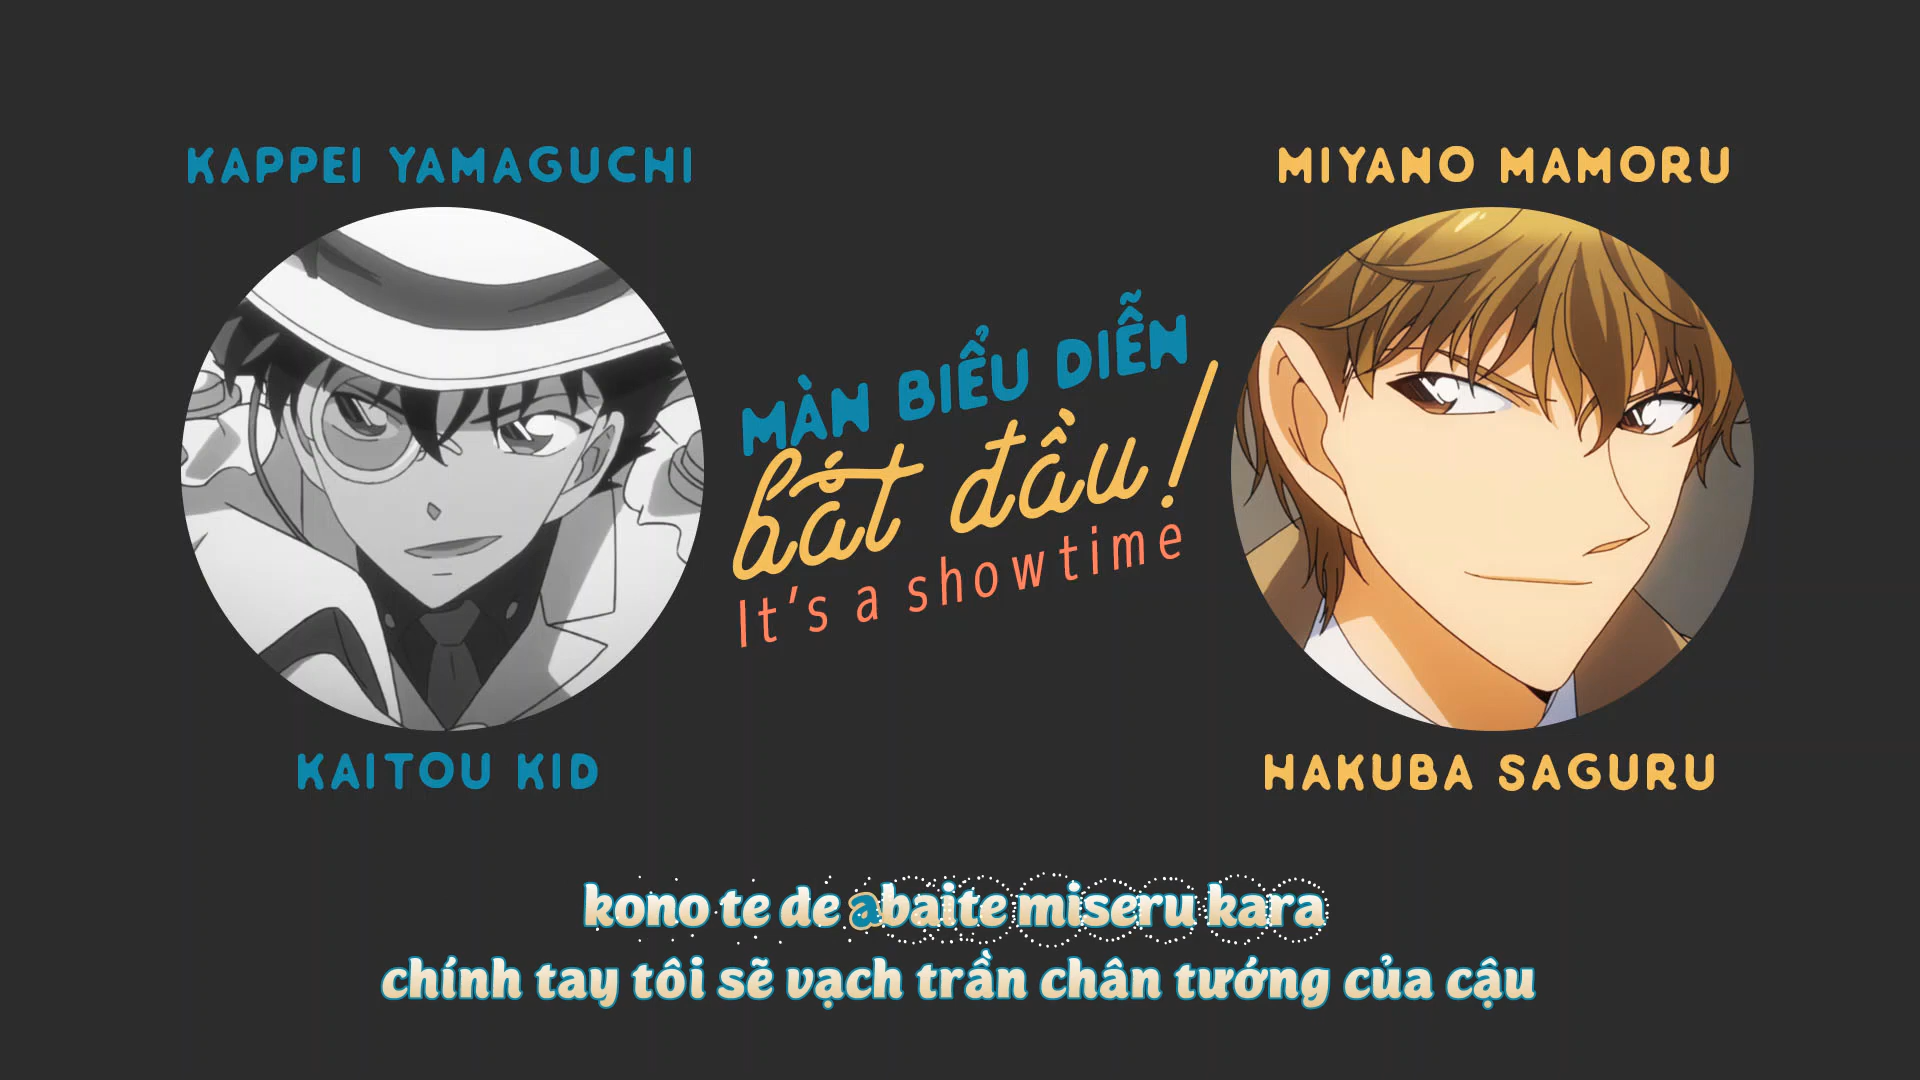 KAPPEI YAMAGUCHI
MIYANO MAMORU
MÀN BIỂU DIỄN
bắt đầu!
It's a showtime
KAITOU KID
HAKUBA SAGURU
kono te de abaite miseru kara
chính tay tôi sẽ vạch trần chân tướng của cậu